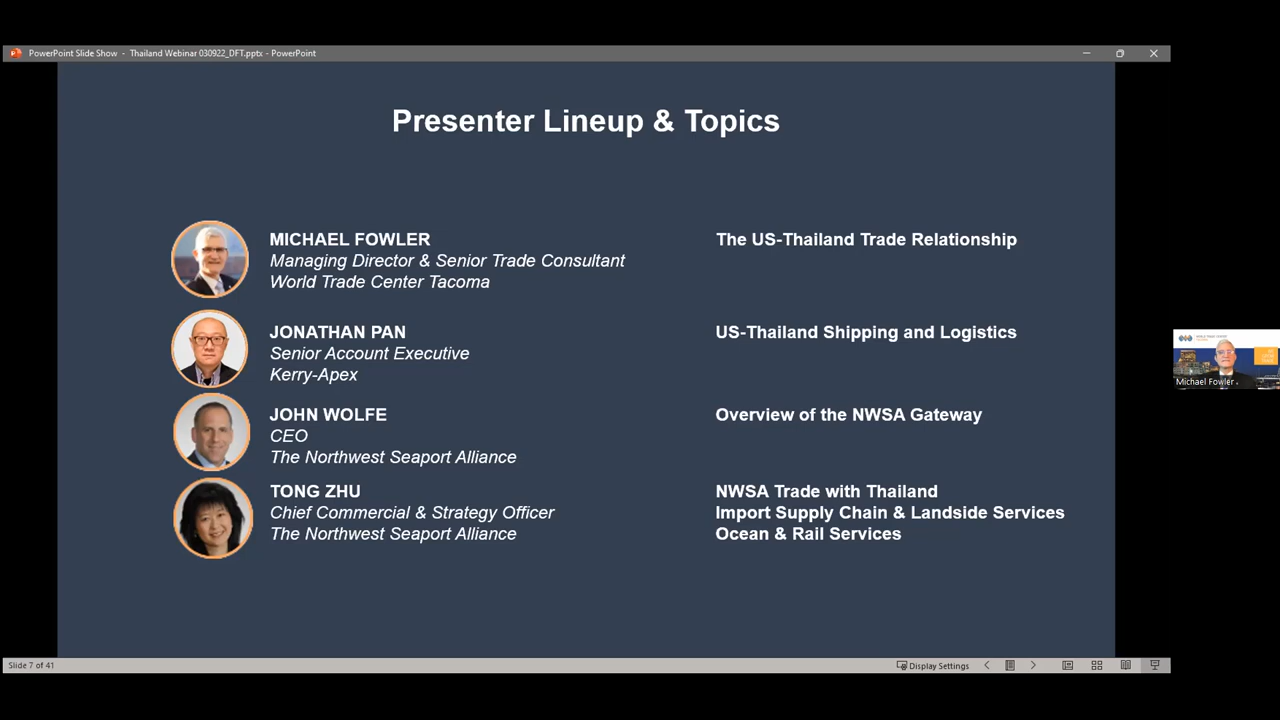 PowerPoint Slide Show - Thailand Webinar 030922_DFT.pptx - PowerPoint
Presenter Lineup & Topics
MICHAEL FOWLER
Managing Director & Senior Trade Consultant
World Trade Center Tacoma
The US-Thailand Trade Relationship
JONATHAN PAN
Senior Account Executive
Kerry-Apex
US-Thailand Shipping and Logistics
JOHN WOLFE
CEO
The Northwest Seaport Alliance
Overview of the NWSA Gateway
TONG ZHU
Chief Commercial & Strategy Officer
The Northwest Seaport Alliance
NWSA Trade with Thailand
Import Supply Chain & Landside Services
Ocean & Rail Services
Michael Fowler
Slide 7 of 41
Display Settings